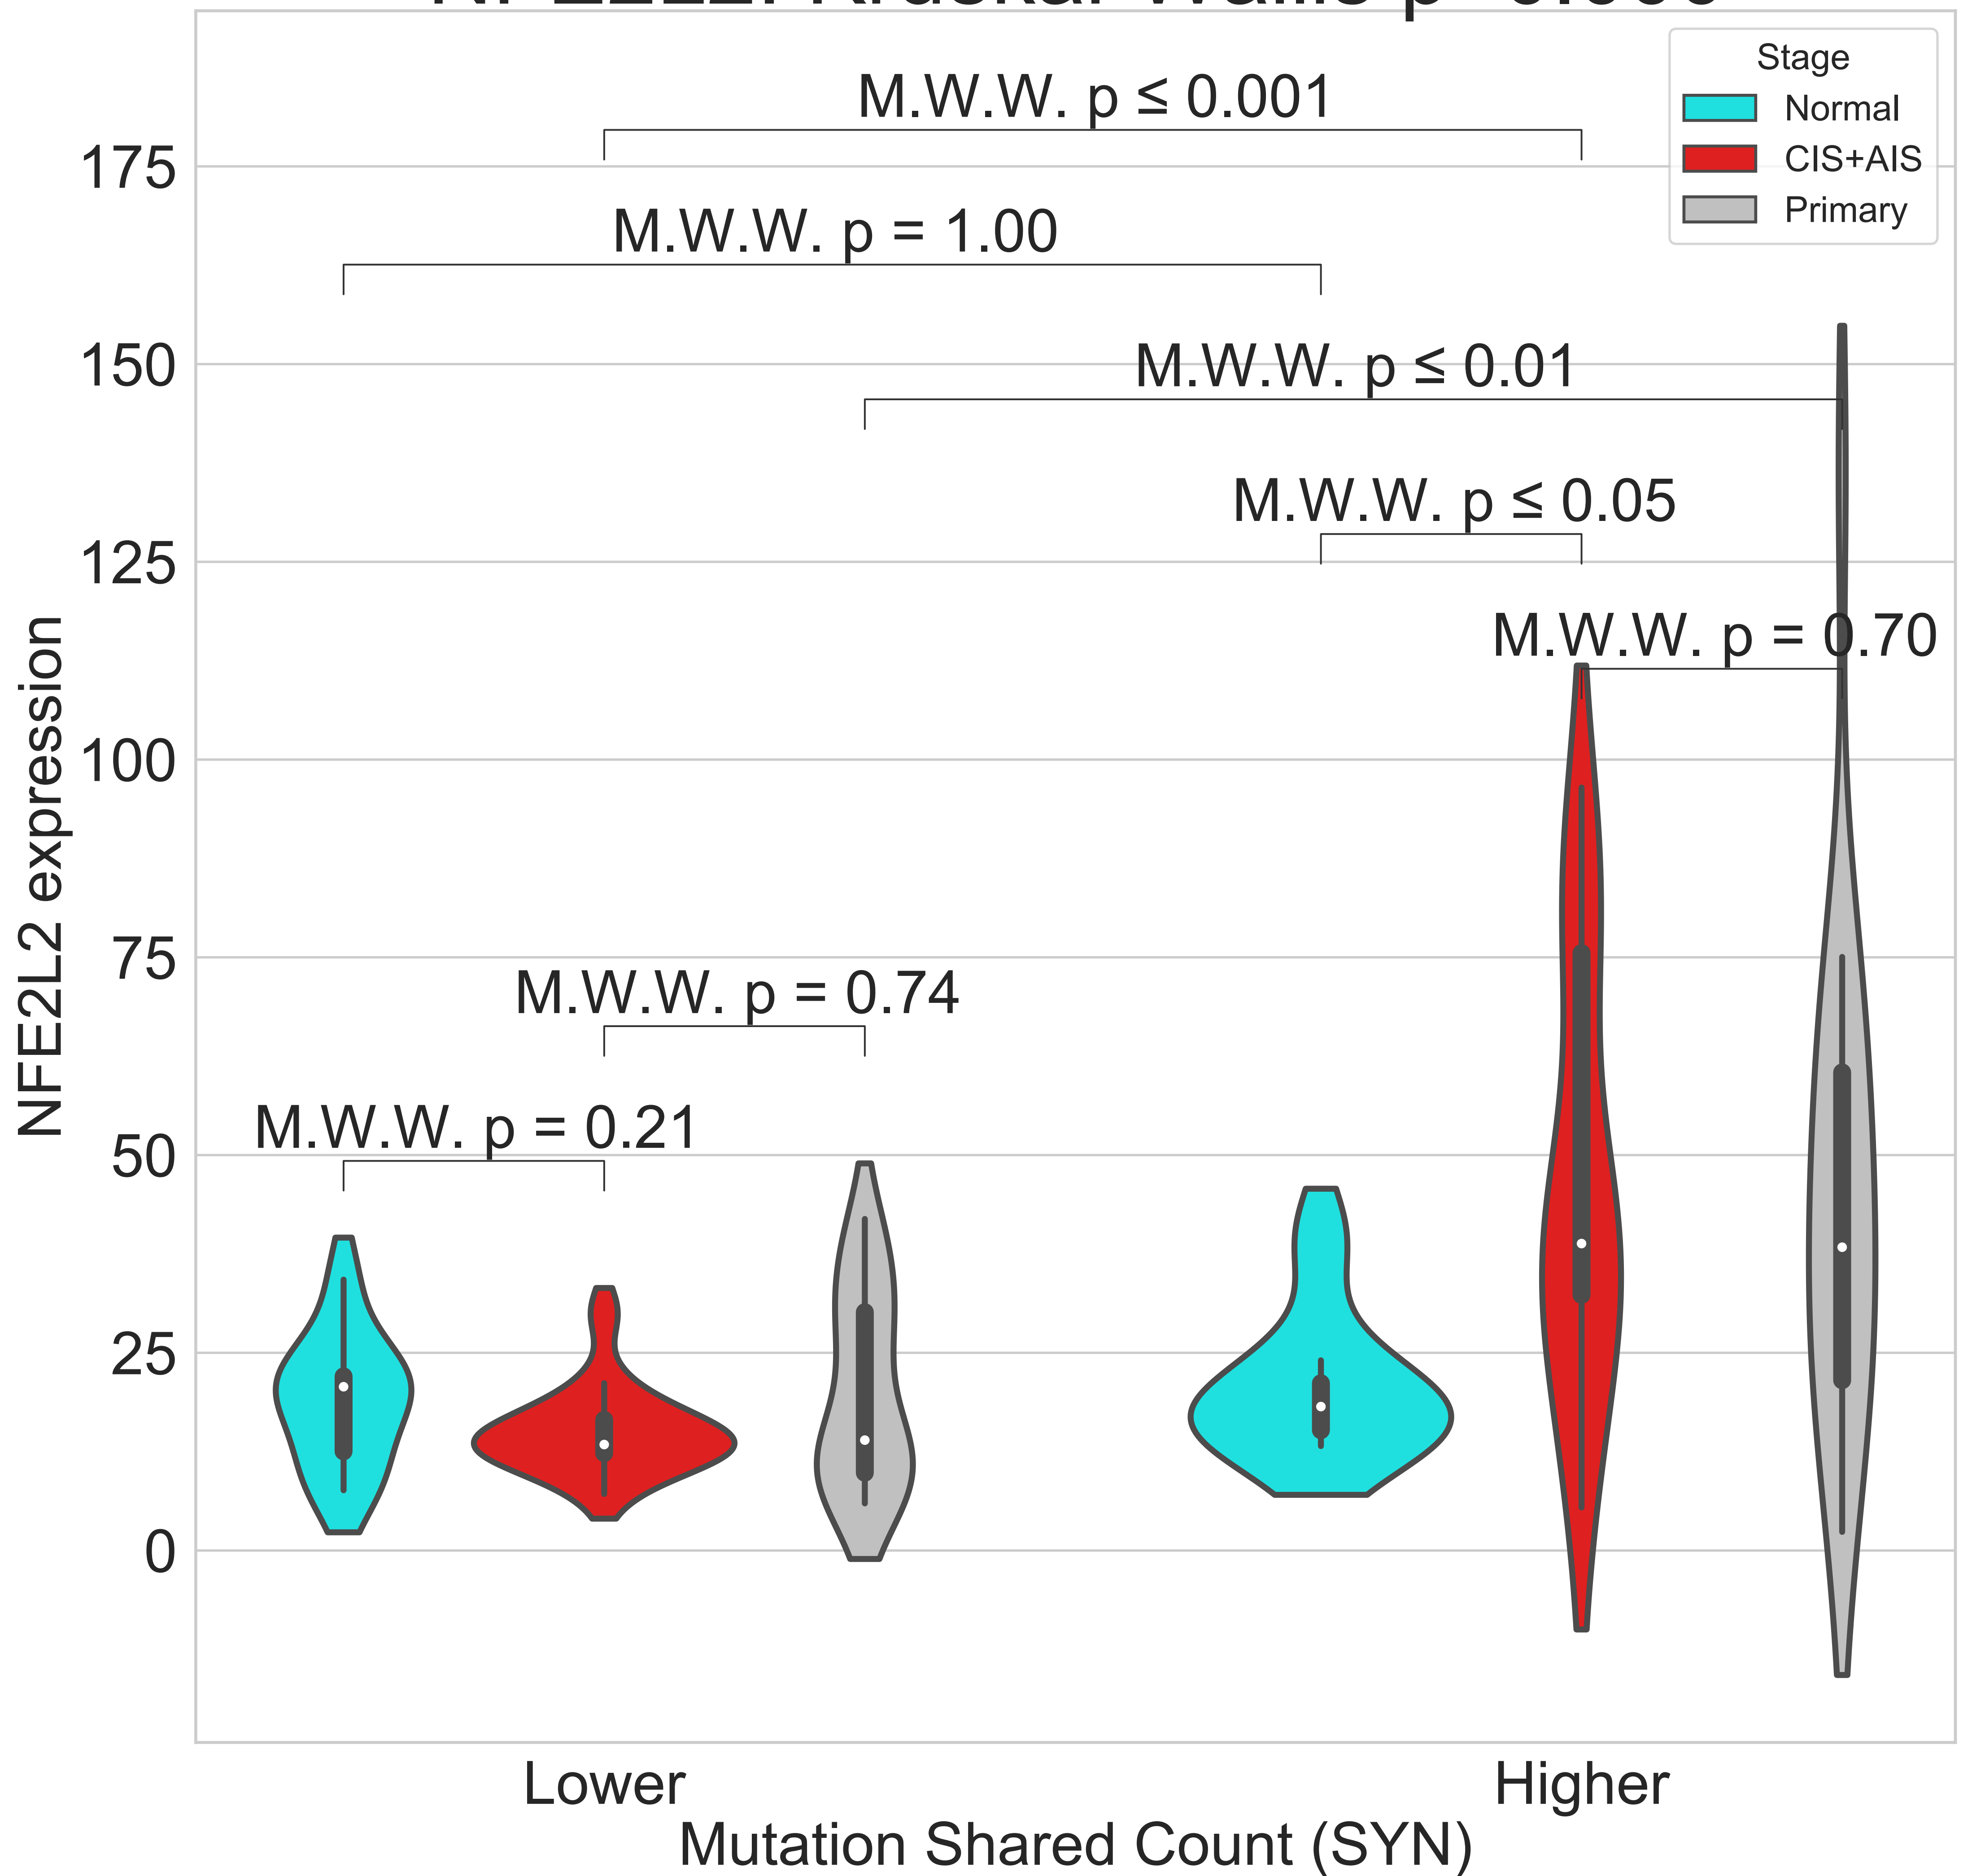 Stage
Normal
CIS+AIS
Primary
M.W.W. p ≤ 0.001
M.W.W. p = 1.00
M.W.W. p ≤ 0.01
M.W.W. p ≤ 0.05
M.W.W. p = 0.70
M.W.W. p = 0.74
M.W.W. p = 0.21
175
150
125
100
75
50
25
0
NFE2L2 expression
Lower
Higher
Mutation Shared Count (SYN)